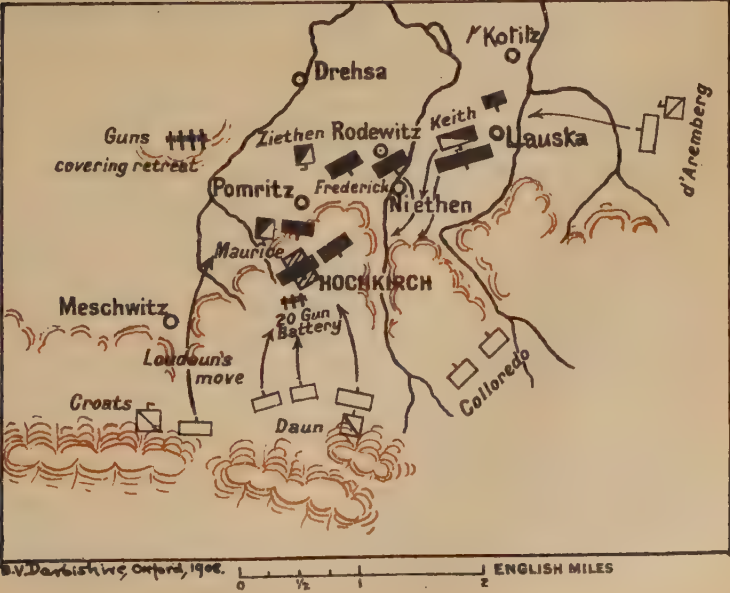 Kotitz
Drehsa
Guns
covering retreat
Ziethen
Rodewitz
Keith
Lauska
d'Aremberg
Pomritz
Frederick
Niethen
Maurice
HOCHKIRCH
20 Gun
Battery
Meschwitz
Loudoun's
move
Croats
Daun
Colloredo
B.V. Darbishire, Oxford, 1908.
0 ½ 1 2 ENGLISH MILES